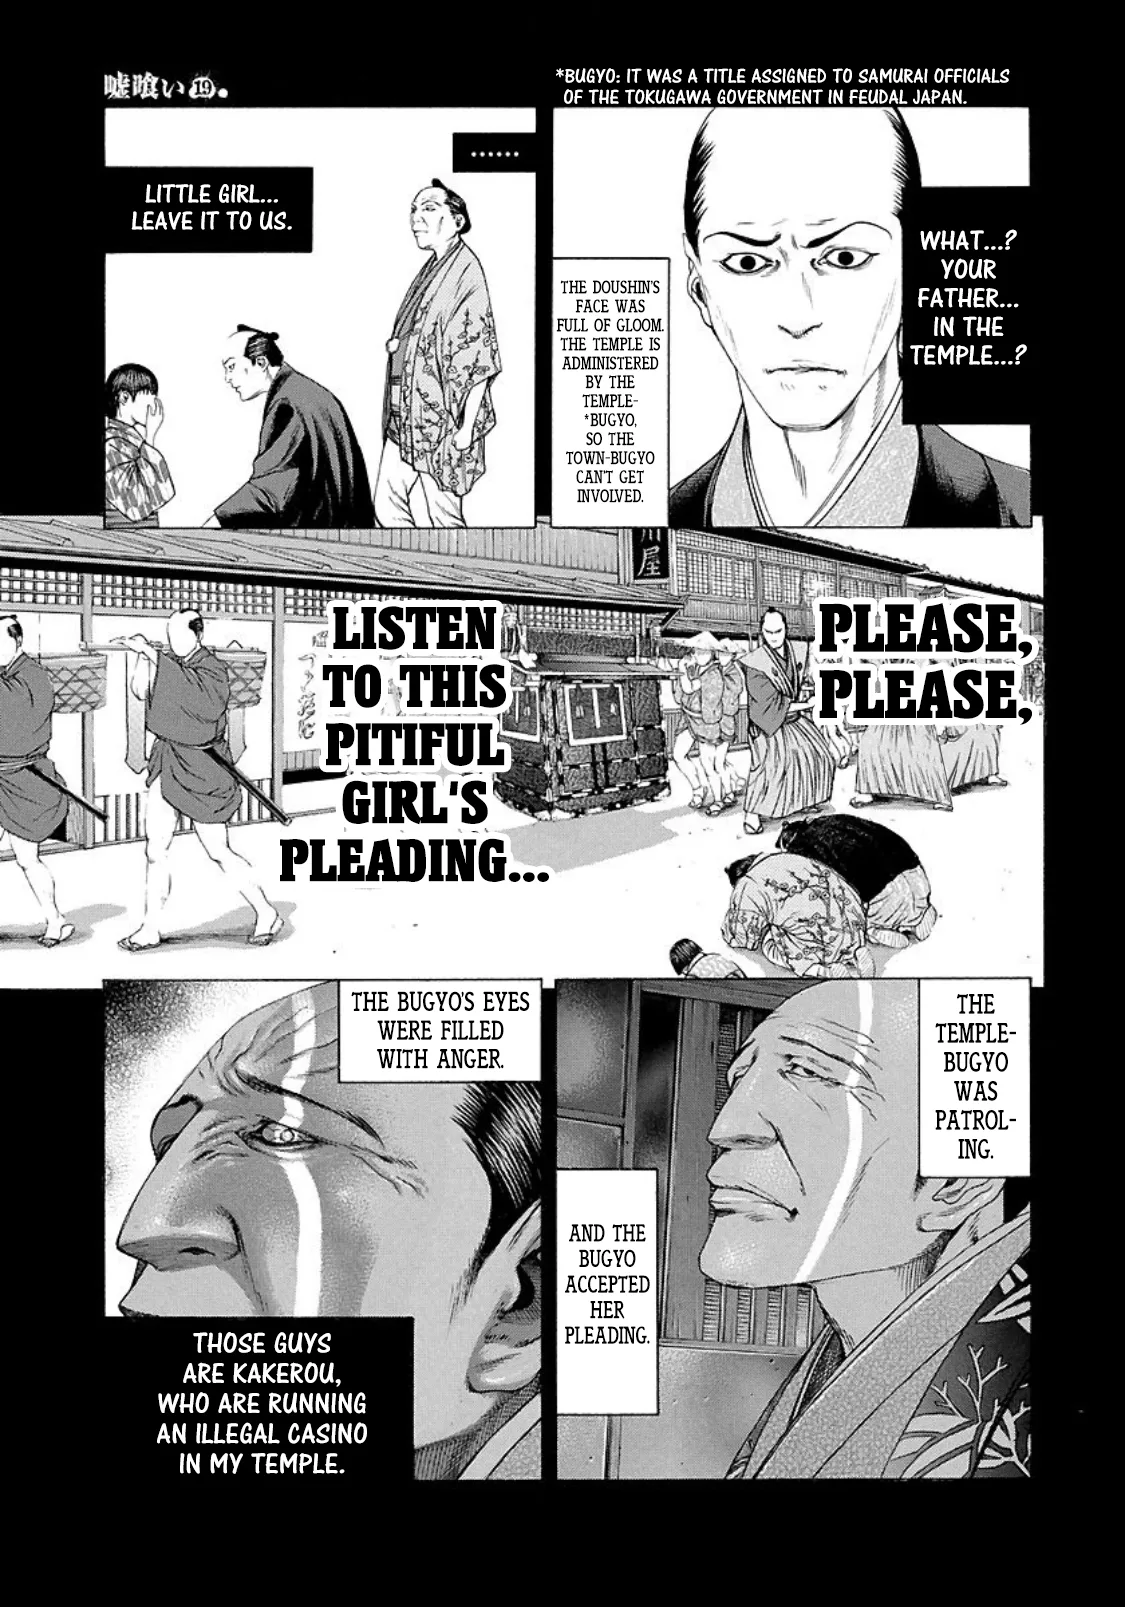 嘘喰い 14.
*BUGYO: IT WAS A TITLE ASSIGNED TO SAMURAI OFFICIALS
OF THE TOKUGAWA GOVERNMENT IN FEUDAL JAPAN.
WHAT...?
YOUR
FATHER...
IN THE
TEMPLE...?
THE DOUSHIN'S
FACE WAS
FULL OF GLOOM.
THE TEMPLE IS
ADMINISTERED
BY THE
TEMPLE-
*BUGYO,
SO THE
TOWN-BUGYO
CAN'T GET
INVOLVED.
......
LITTLE GIRL...
LEAVE IT TO US.
川屋
PLEASE,
PLEASE,
LISTEN
TO THIS
PITIFUL
GIRL'S
PLEADING...
THE
TEMPLE-
BUGYO
WAS
PATROL-
ING.
AND THE
BUGYO
ACCEPTED
HER
PLEADING.
THE BUGYO'S EYES
WERE FILLED
WITH ANGER.
THOSE GUYS
ARE KAKEROU,
WHO ARE RUNNING
AN ILLEGAL CASINO
IN MY TEMPLE.